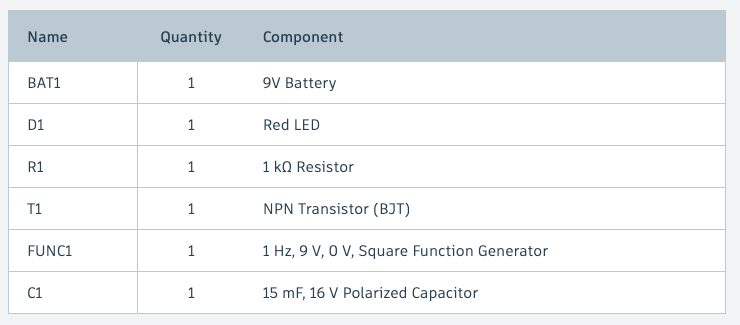 Name Quantity Component
BAT1 1 9V Battery
D1 1 Red LED
R1 1 1 kΩ Resistor
T1 1 NPN Transistor (BJT)
FUNC1 1 1 Hz, 9 V, 0 V, Square Function Generator
C1 1 15 mF, 16 V Polarized Capacitor